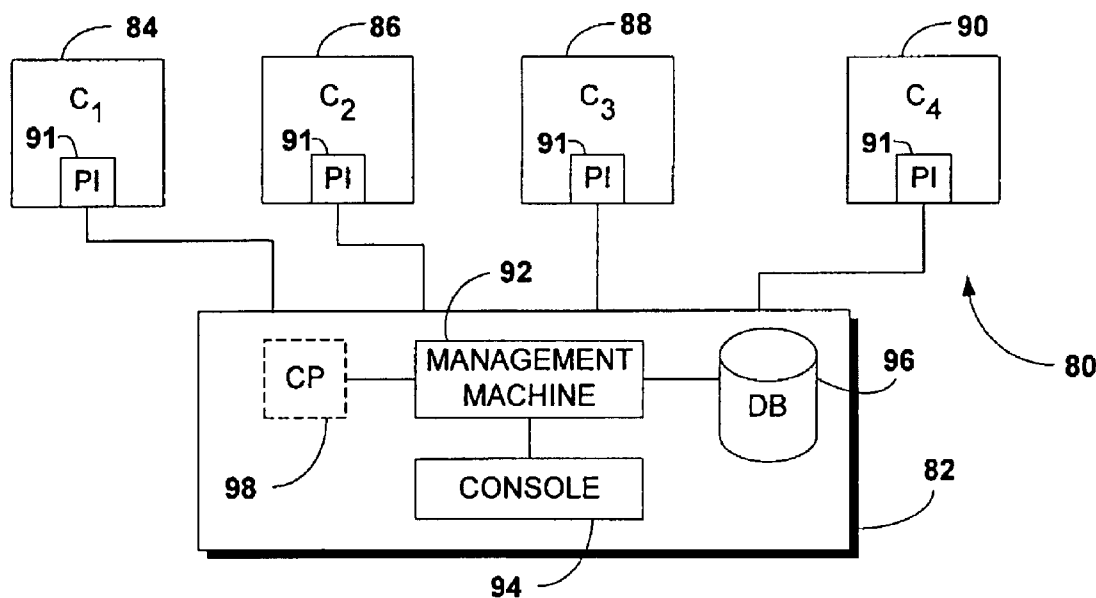 84
86
88
90
C1
C2
C3
C4
91
91
91
91
PI
PI
PI
PI
92
80
CP
MANAGEMENT
MACHINE
DB
96
98
CONSOLE
82
94